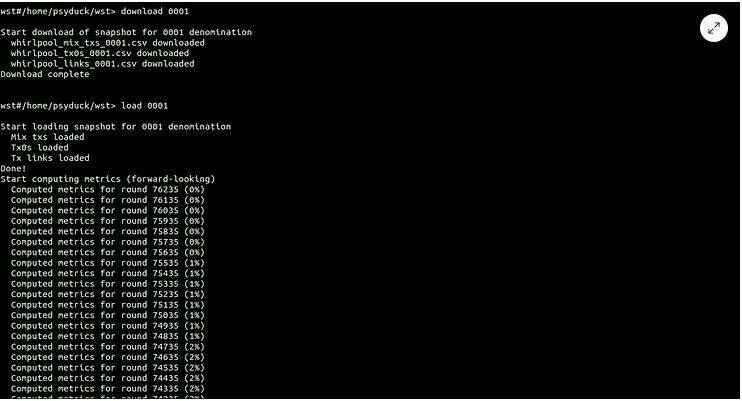 wst#/home/psyduck/wst> download 0001
Start download of snapshot for 0001 denomination
whirlpool_mix_txs_0001.csv downloaded
whirlpool_tx0s_0001.csv downloaded
whirlpool_links_0001.csv downloaded
Download complete
wst#/home/psyduck/wst> load 0001
Start loading snapshot for 0001 denomination
Mix txs loaded
Tx0s loaded
Tx links loaded
Done!
Start computing metrics (forward-looking)
Computed metrics for round 76235 (0%)
Computed metrics for round 76135 (0%)
Computed metrics for round 76035 (0%)
Computed metrics for round 75935 (0%)
Computed metrics for round 75835 (0%)
Computed metrics for round 75735 (0%)
Computed metrics for round 75635 (0%)
Computed metrics for round 75535 (1%)
Computed metrics for round 75435 (1%)
Computed metrics for round 75335 (1%)
Computed metrics for round 75235 (1%)
Computed metrics for round 75135 (1%)
Computed metrics for round 75035 (1%)
Computed metrics for round 74935 (1%)
Computed metrics for round 74835 (1%)
Computed metrics for round 74735 (2%)
Computed metrics for round 74635 (2%)
Computed metrics for round 74535 (2%)
Computed metrics for round 74435 (2%)
Computed metrics for round 74335 (2%)